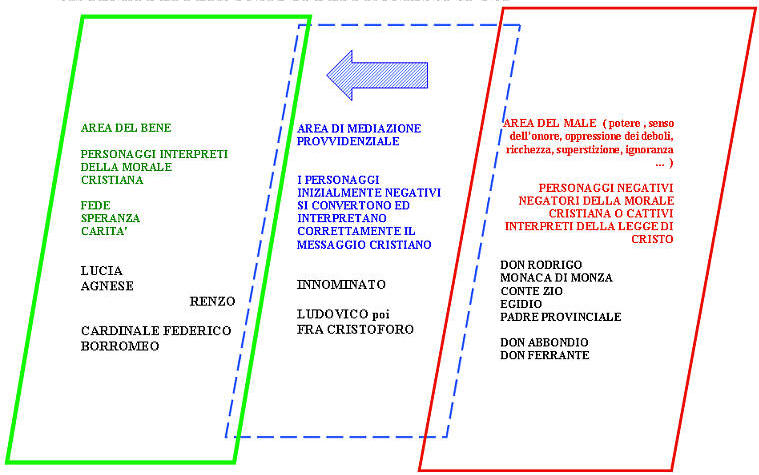 AREA DEL BENE
PERSONAGGI INTERPRETI
DELLA MORALE
CRISTIANA
FEDE
SPERANZA
CARITA'
LUCIA
AGNESE
RENZO
CARDINALE FEDERICO
BORROMEO
AREA DI MEDIAZIONE
PROVVIDENZIALE
I PERSONAGGI
INIZIALMENTE NEGATIVI
SI CONVERTONO ED
INTERPRETANO
CORRETTAMENTE IL
MESSAGGIO CRISTIANO
INNOMINATO
LUDOVICO poi
FRA CRISTOFORO
AREA DEL MALE ( potere , senso
dell'onore, oppressione dei deboli,
ricchezza, superstizione, ignoranza
... )
PERSONAGGI NEGATIVI
NEGATORI DELLA MORALE
CRISTIANA O CATTIVI
INTERPRETI DELLA LEGGE DI
CRISTO
DON RODRIGO
MONACA DI MONZA
CONTE ZIO
EGIDIO
PADRE PROVINCIALE
DON ABBONDIO
DON FERRANTE